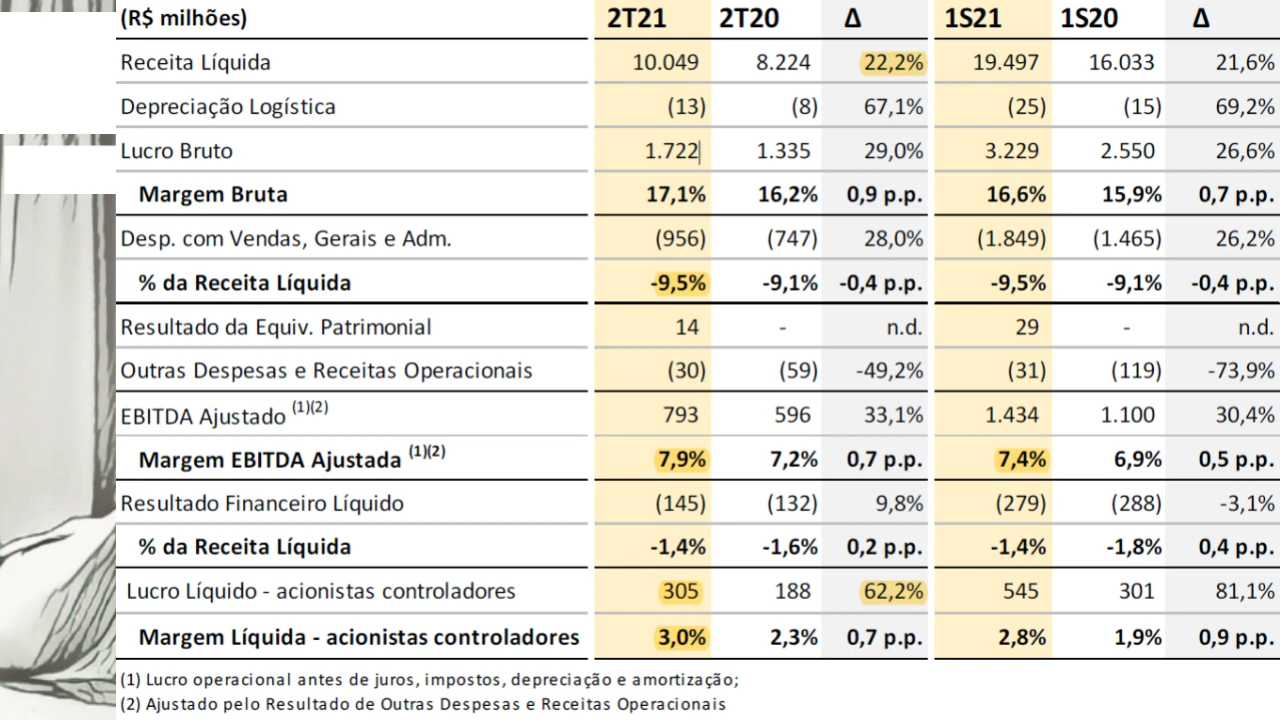 (R$ milhões) 2T21 2T20 Δ 1S21 1S20 Δ
Receita Líquida 10.049 8.224 22,2% 19.497 16.033 21,6%
Depreciação Logística (13) (8) 67,1% (25) (15) 69,2%
Lucro Bruto 1.722 1.335 29,0% 3.229 2.550 26,6%
Margem Bruta 17,1% 16,2% 0,9 p.p. 16,6% 15,9% 0,7 p.p.
Desp. com Vendas, Gerais e Adm. (956) (747) 28,0% (1.849) (1.465) 26,2%
% da Receita Líquida -9,5% -9,1% -0,4 p.p. -9,5% -9,1% -0,4 p.p.
Resultado da Equiv. Patrimonial 14 - n.d. 29 - n.d.
Outras Despesas e Receitas Operacionais (30) (59) -49,2% (31) (119) -73,9%
EBITDA Ajustado (1)(2) 793 596 33,1% 1.434 1.100 30,4%
Margem EBITDA Ajustada (1)(2) 7,9% 7,2% 0,7 p.p. 7,4% 6,9% 0,5 p.p.
Resultado Financeiro Líquido (145) (132) 9,8% (279) (288) -3,1%
% da Receita Líquida -1,4% -1,6% 0,2 p.p. -1,4% -1,8% 0,4 p.p.
Lucro Líquido - acionistas controladores 305 188 62,2% 545 301 81,1%
Margem Líquida - acionistas controladores 3,0% 2,3% 0,7 p.p. 2,8% 1,9% 0,9 p.p.
(1) Lucro operacional antes de juros, impostos, depreciação e amortização;
(2) Ajustado pelo Resultado de Outras Despesas e Receitas Operacionais